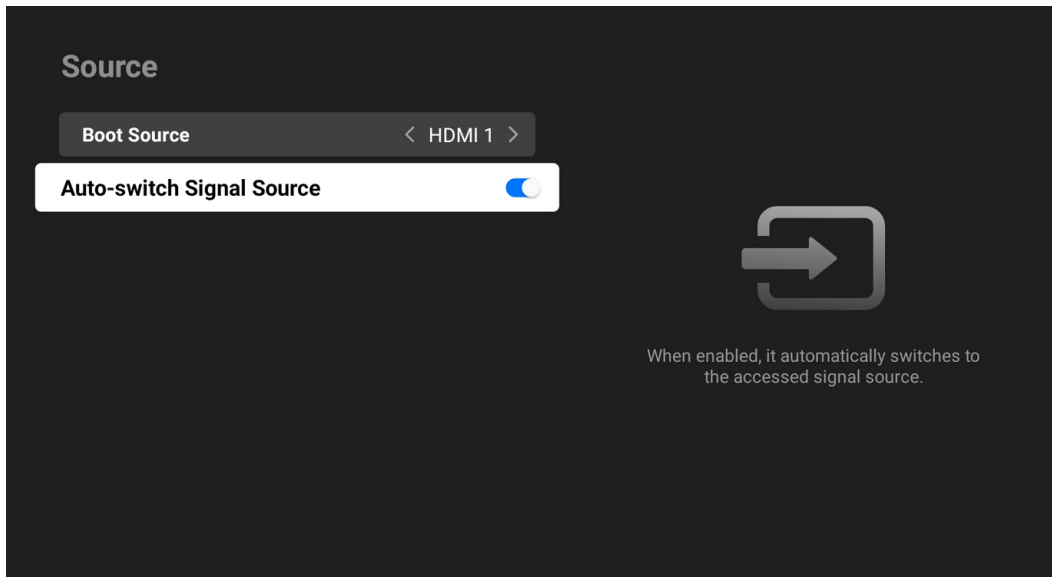 Source
Boot Source < HDMI 1 >
Auto-switch Signal Source
When enabled, it automatically switches to
the accessed signal source.